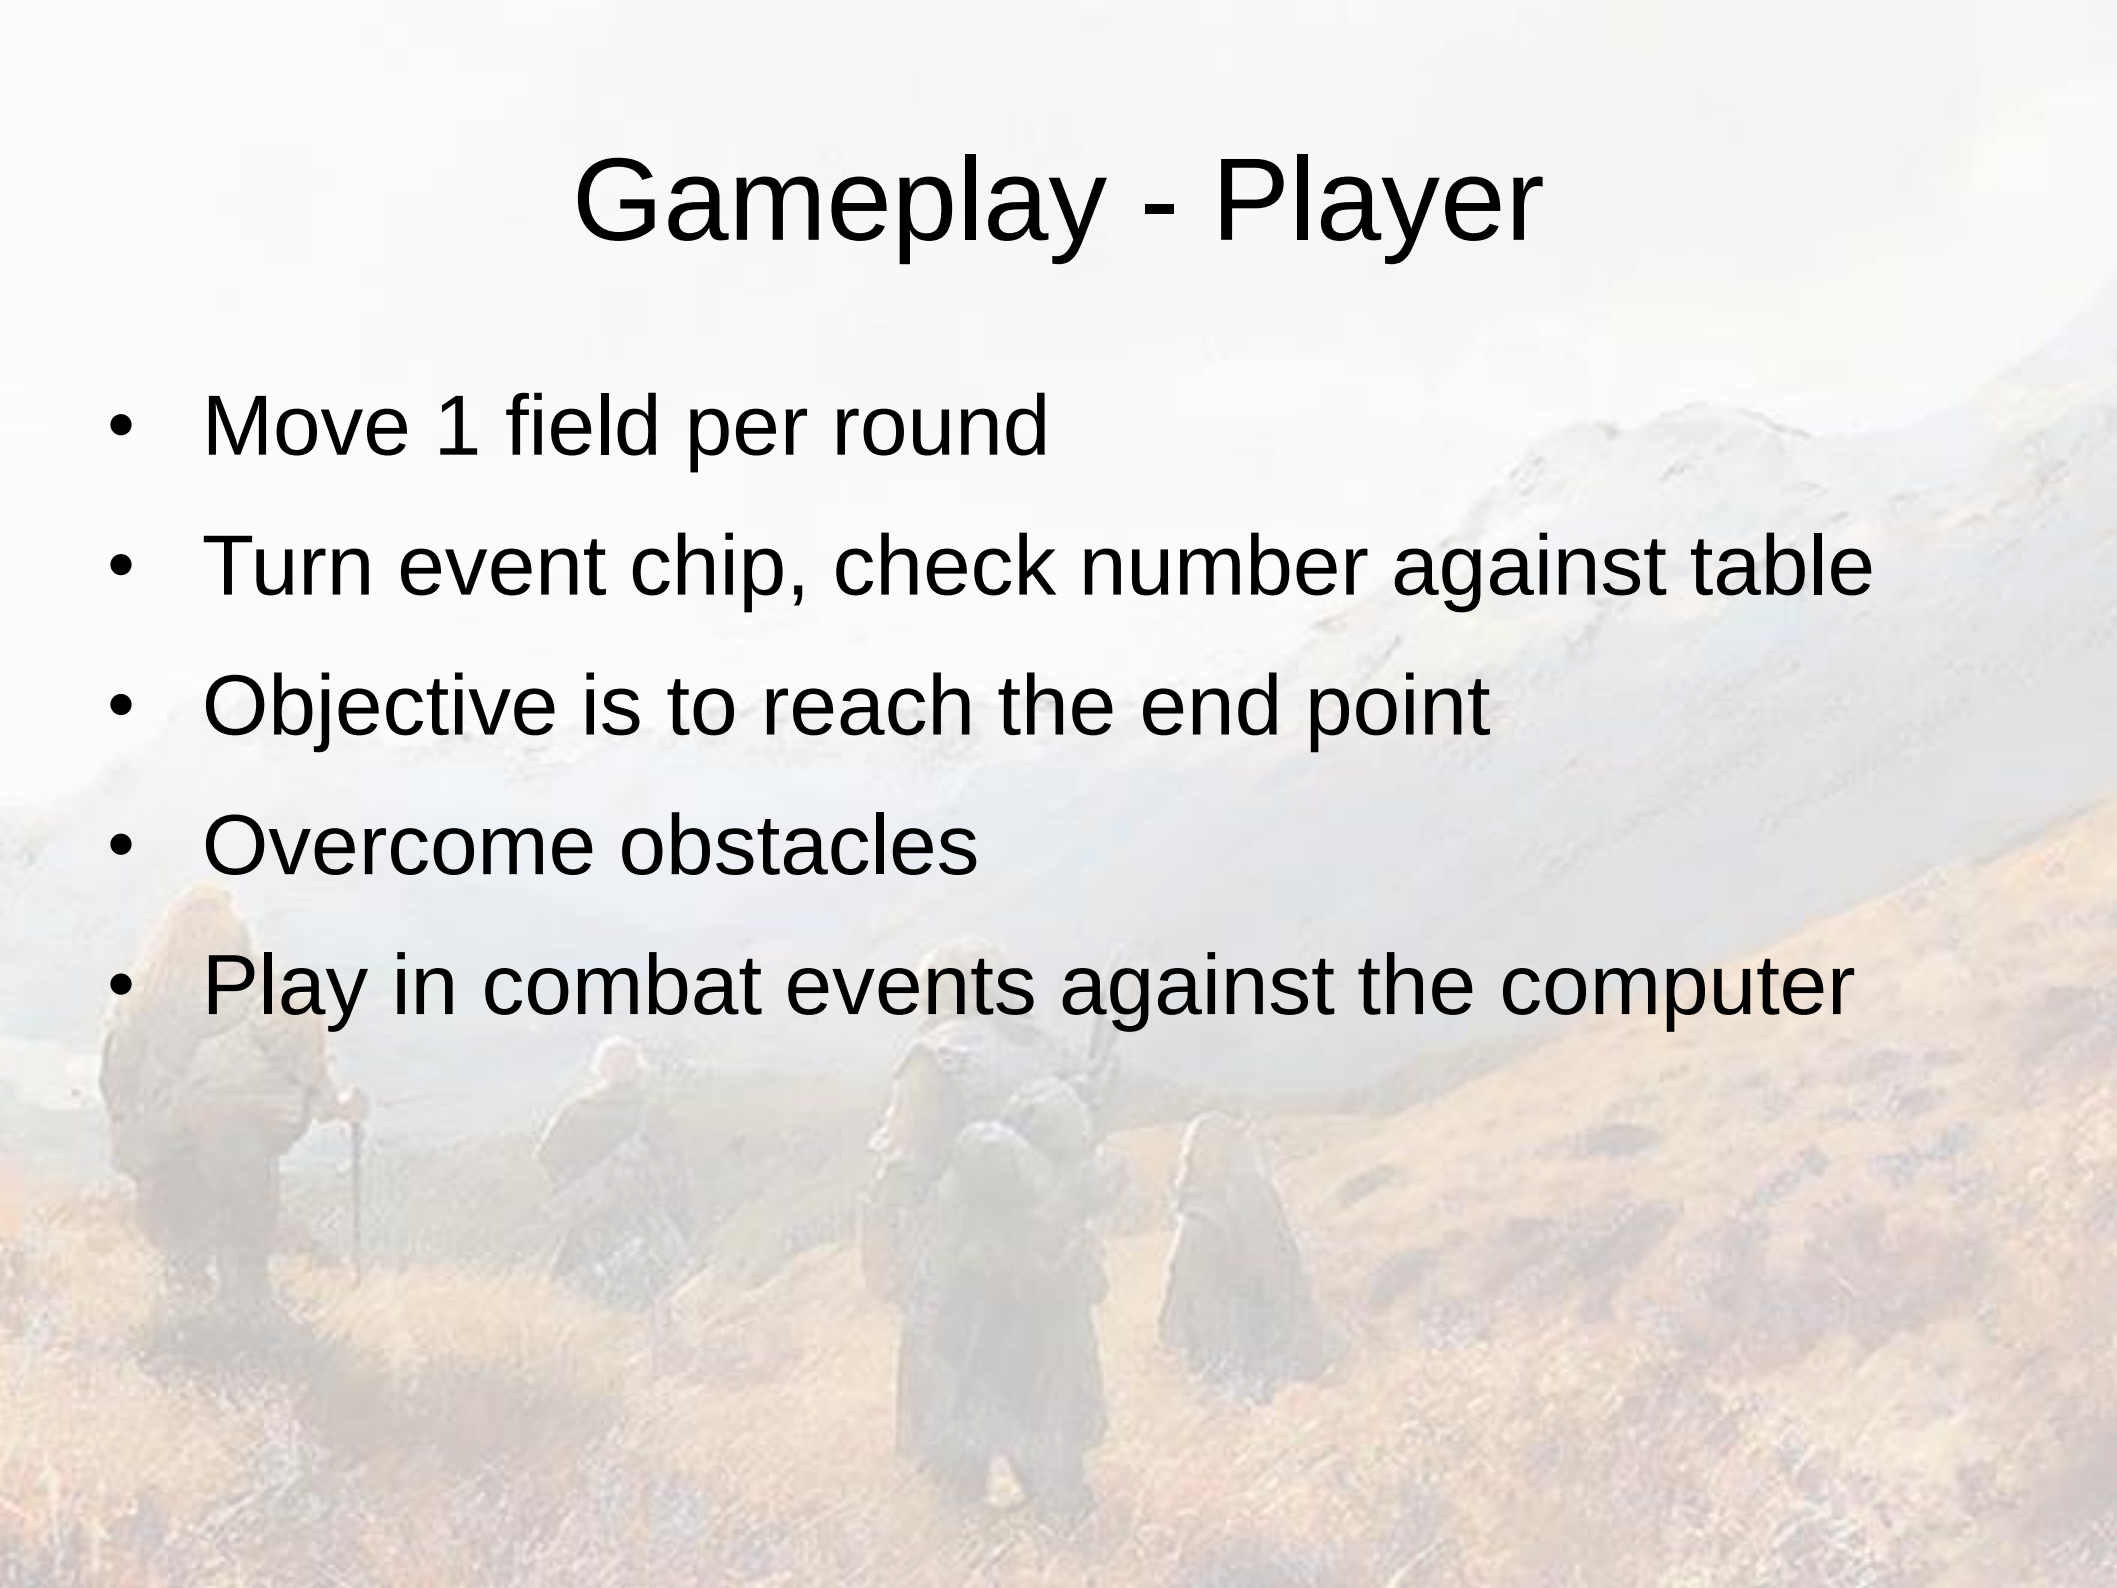 Gameplay - Player
• Move 1 field per round
• Turn event chip, check number against table
• Objective is to reach the end point
• Overcome obstacles
• Play in combat events against the computer